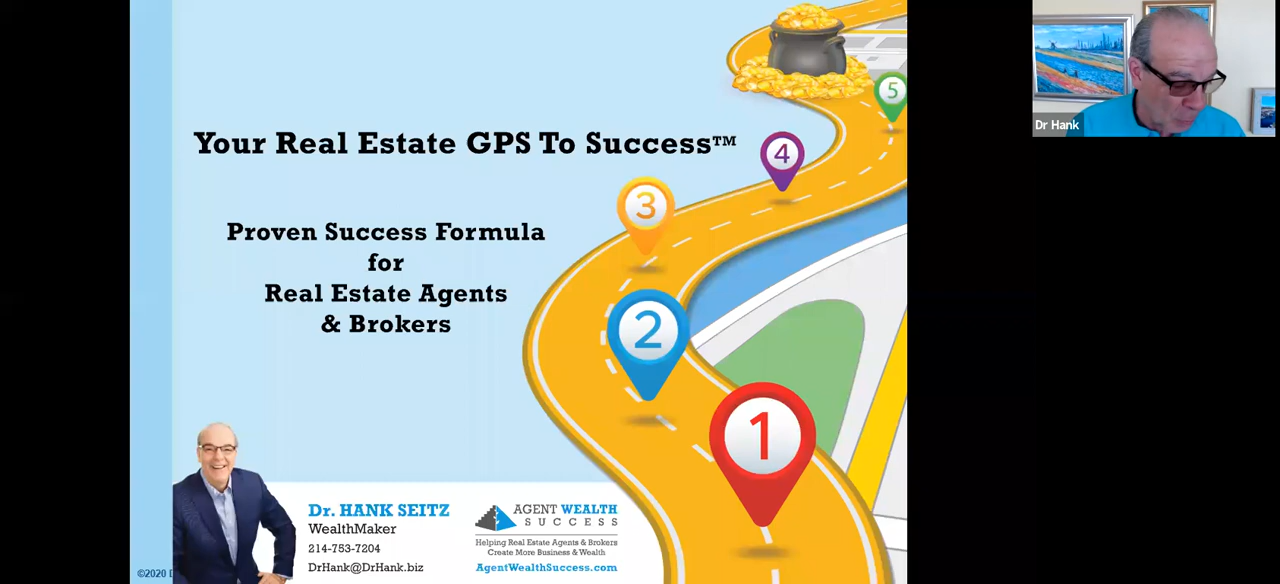 Your Real Estate GPS To Success™
Proven Success Formula
for
Real Estate Agents
& Brokers
5
4
3
2
1
Dr. HANK SEITZ
WealthMaker
214-753-7204
DrHank@DrHank.biz
AGENT WEALTH
SUCCESS
Helping Real Estate Agents & Brokers
Create More Business & Wealth
AgentWealthSuccess.com
©2020
Dr Hank